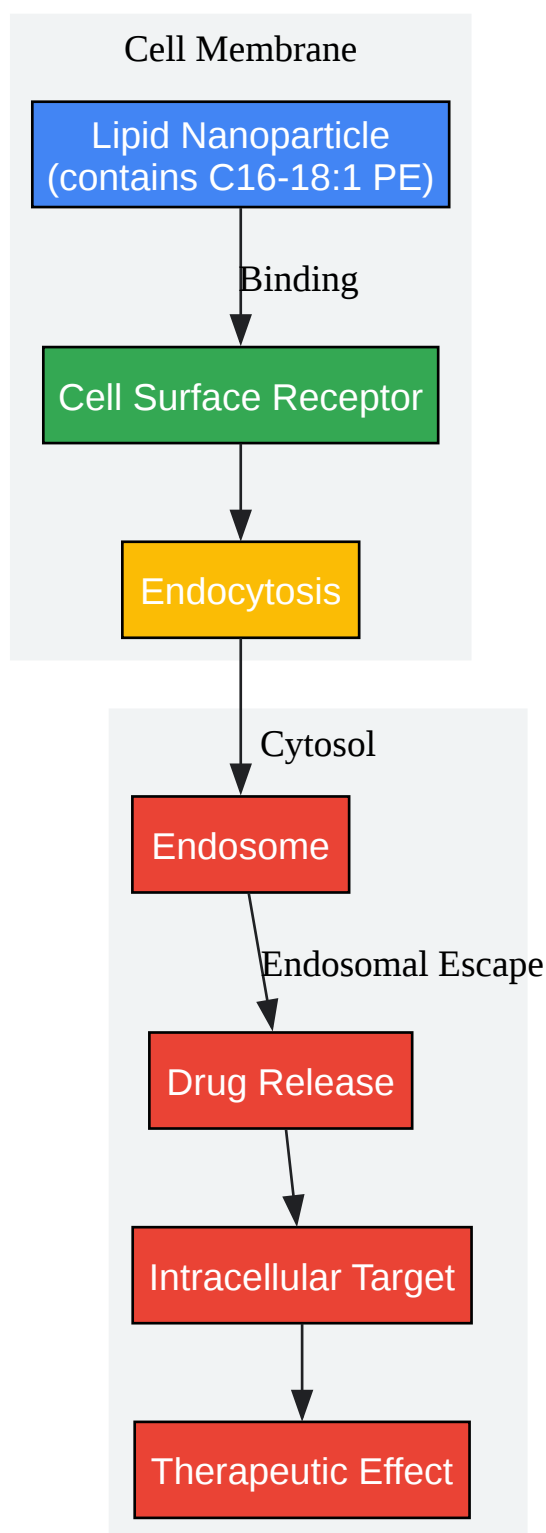 Cell Membrane
Lipid Nanoparticle
(contains C16-18:1 PE)
Binding
Cell Surface Receptor
Endocytosis
Cytosol
Endosome
Endosomal Escape
Drug Release
Intracellular Target
Therapeutic Effect